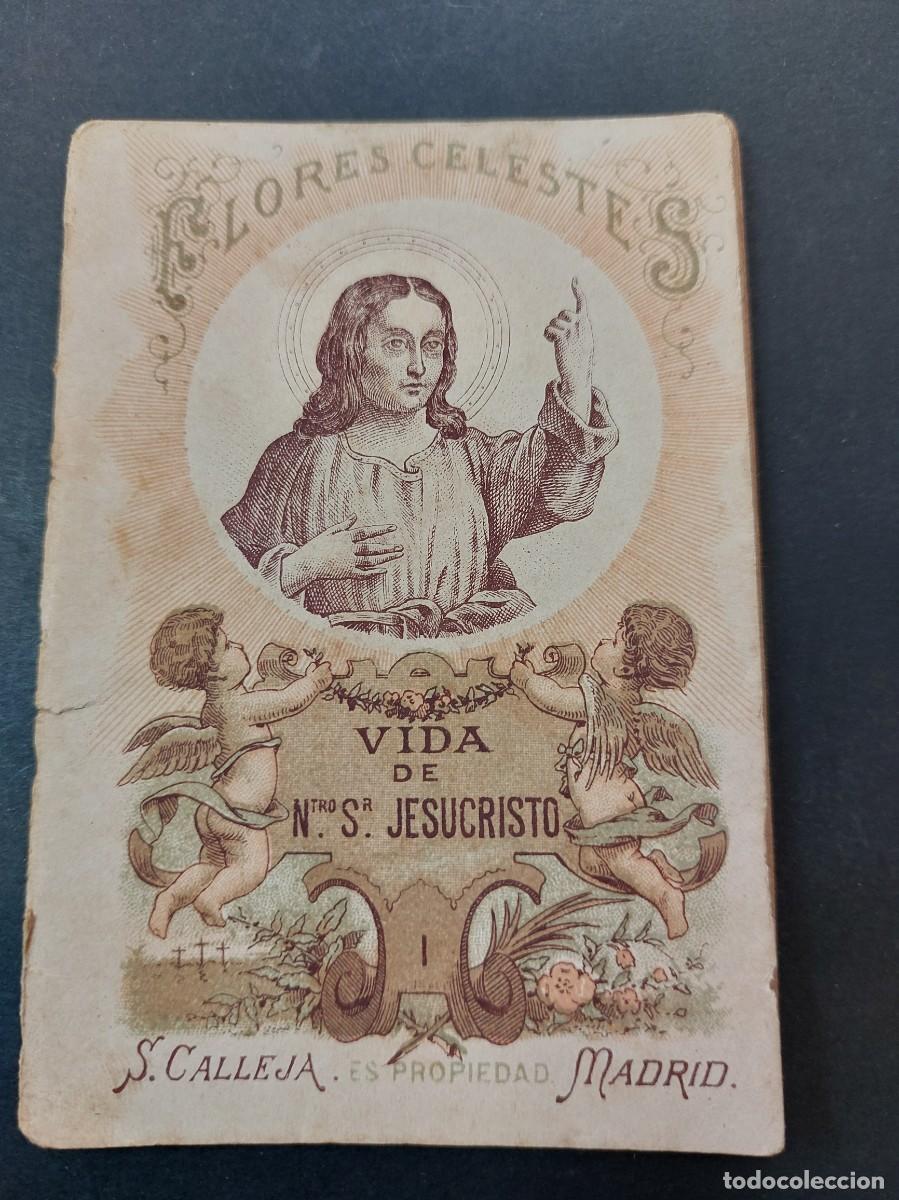 FLORES CELESTES
VIDA
DE
NTRO. SR. JESUCRISTO
I
S. CALLEJA. ES PROPIEDAD MADRID.
todocoleccion